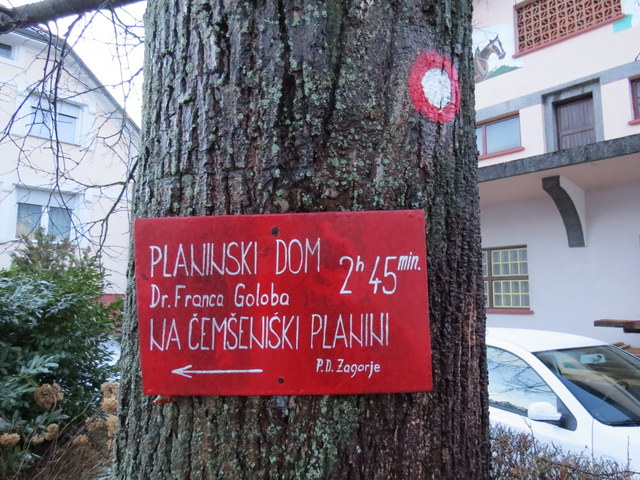 PLANINSKI DOM 2h 45min.
Dr. Franca Goloba
NA ČEMŠENIŠKI PLANINI
P.D. Zagorje